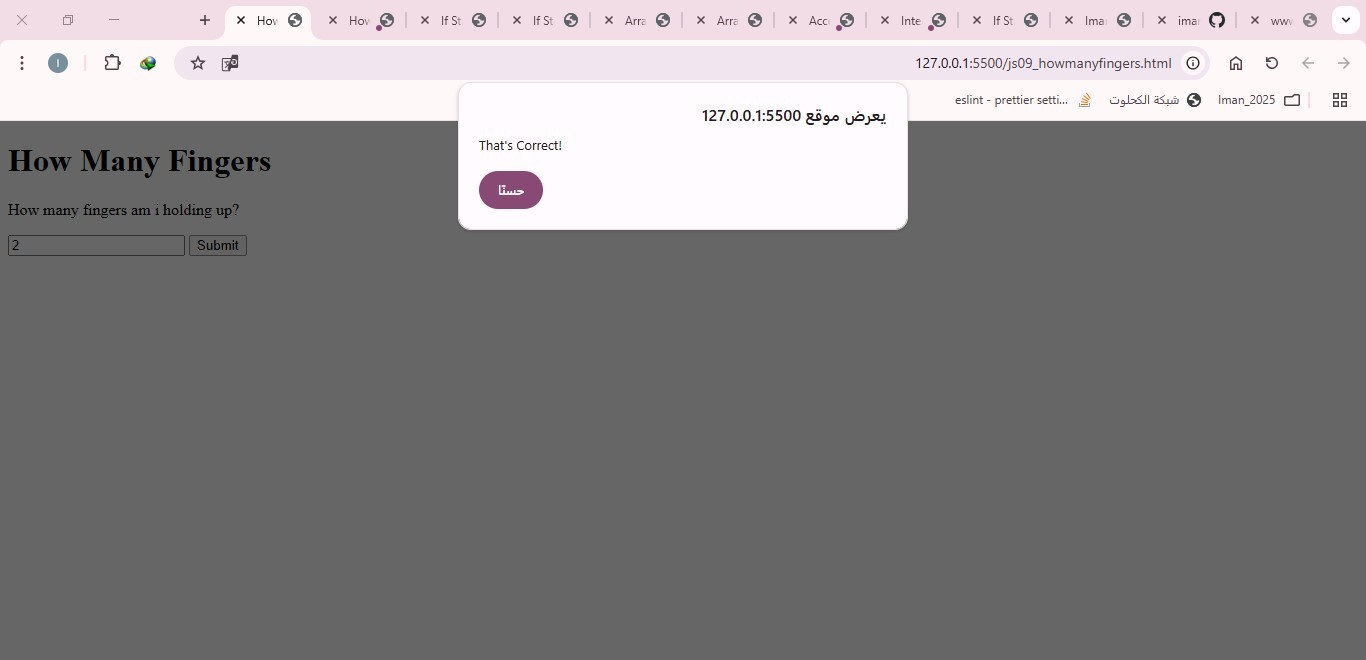 How
How
If St
If St
Arra
Arra
Acc
Inte
If St
Ima
imar
www
I
127.0.0.1:5500/js09_howmanyfingers.html
eslint - prettier setti...
شبكة الكحلوت
Iman_2025
يعرض موقع 127.0.0.1:5500
That's Correct!
حسنًا
How Many Fingers
How many fingers am i holding up?
2 Submit